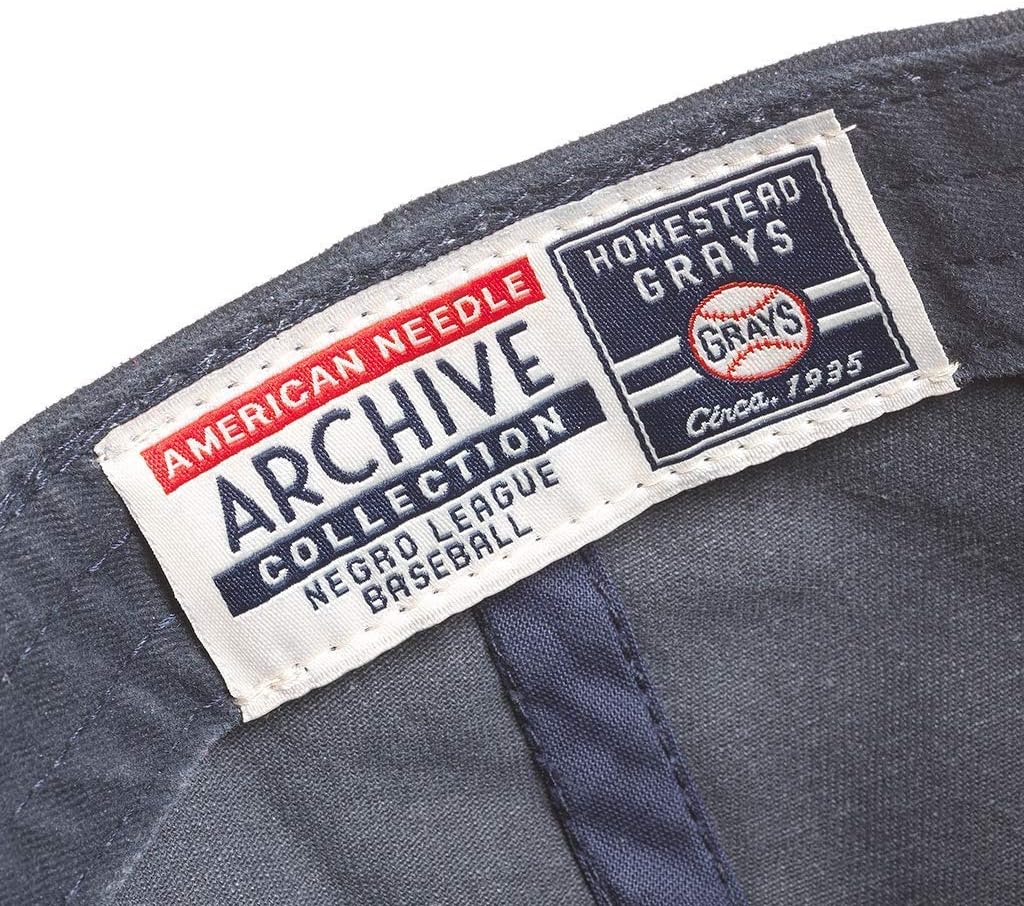 AMERICAN NEEDLE
ARCHIVE
COLLECTION
NEGRO LEAGUE
BASEBALL
HOMESTEAD
GRAYS
GRAYS
Circa. 1935